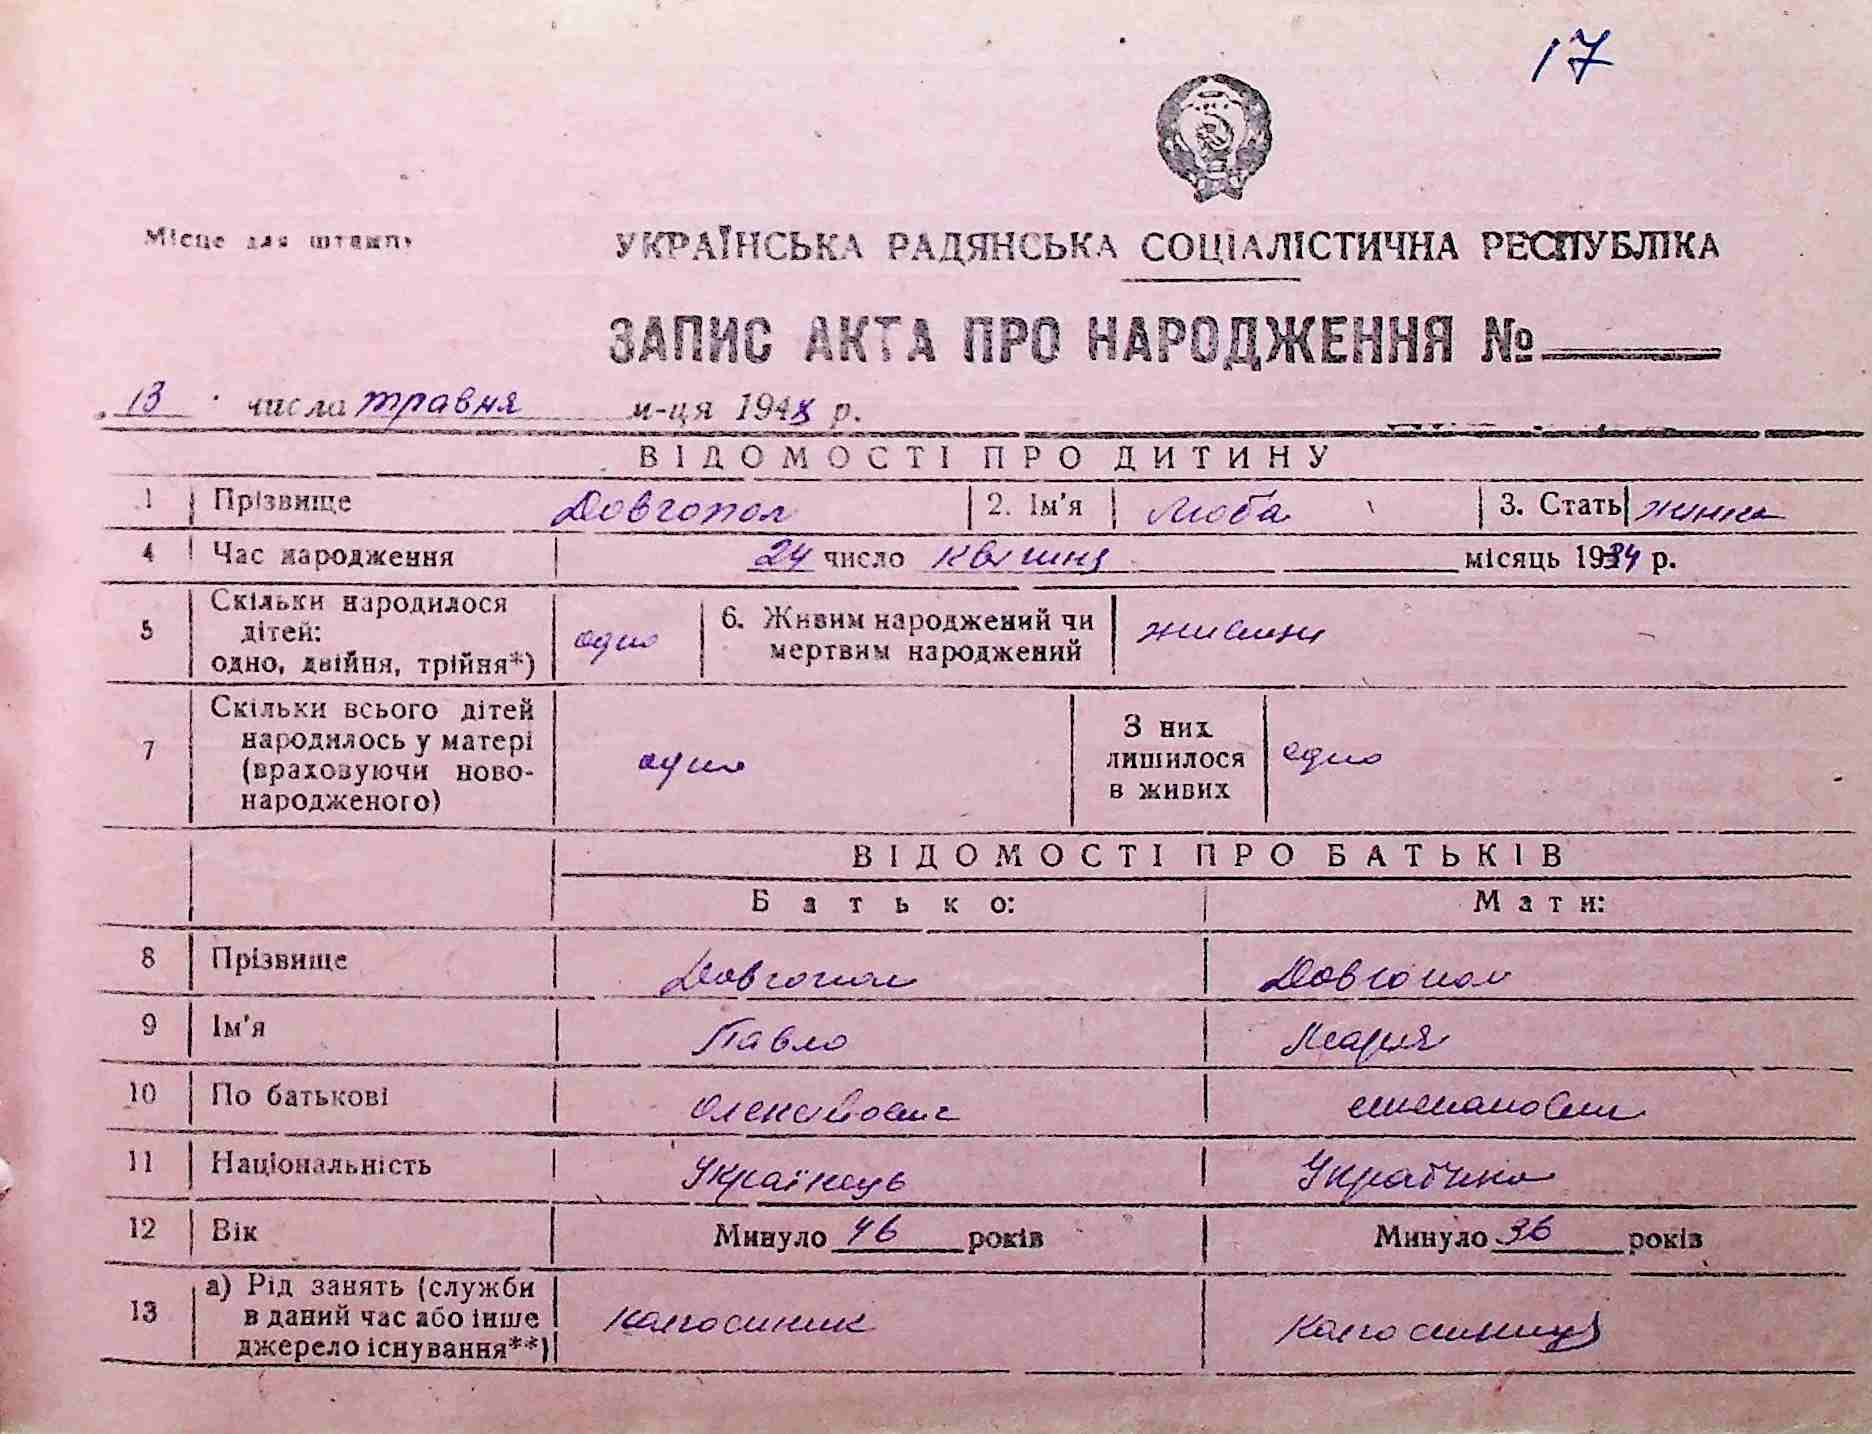 17
Місце для штампу
УКРАЇНСЬКА РАДЯНСЬКА СОЦІАЛІСТИЧНА РЕСПУБЛІКА
ЗАПИС АКТА ПРО НАРОДЖЕННЯ №
13 числа травня м-ця 1948 р.
ВІДОМОСТІ ПРО ДИТИНУ
1 Прізвище Довгопол 2. Ім'я Люба 3. Стать жинка
4 Час народження 24 число квітня місяць 1934 р.
5 Скільки народилося дітей: одно, двійня, трійня*) одно 6. Живим народжений чи мертвим народжений живим
7 Скільки всього дітей народилось у матері (враховуючи ново-народженого) одно З них лишилося в живих одно
ВІДОМОСТІ ПРО БАТЬКІВ
Батько: Мати:
8 Прізвище Довгопол Довгопол
9 Ім'я Павло Мария
10 По батькові
11 Національність Українець Українка
12 Вік Минуло 46 років Минуло 36 років
13 а) Рід занять (служби в даний час або інше джерело існування**) колгоспник колгоспниця